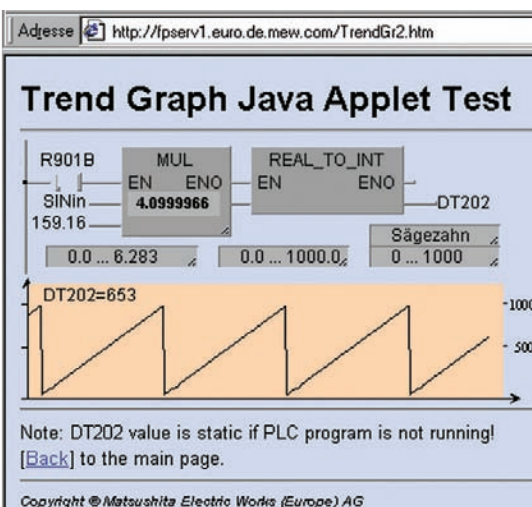 Adresse http://fpserv1.euro.de.mew.com/TrendGr2.htm
Trend Graph Java Applet Test
R901B MUL REAL_TO_INT
EN ENO EN ENO
SINin 4.0999966 DT202
159.16
Sägezahn
0.0 ... 6.283 0.0 ... 1000.0 0 ... 1000
DT202=653
1000
500
Note: DT202 value is static if PLC program is not running!
[Back] to the main page.
Copyright © Matsushita Electric Works (Europe) AG